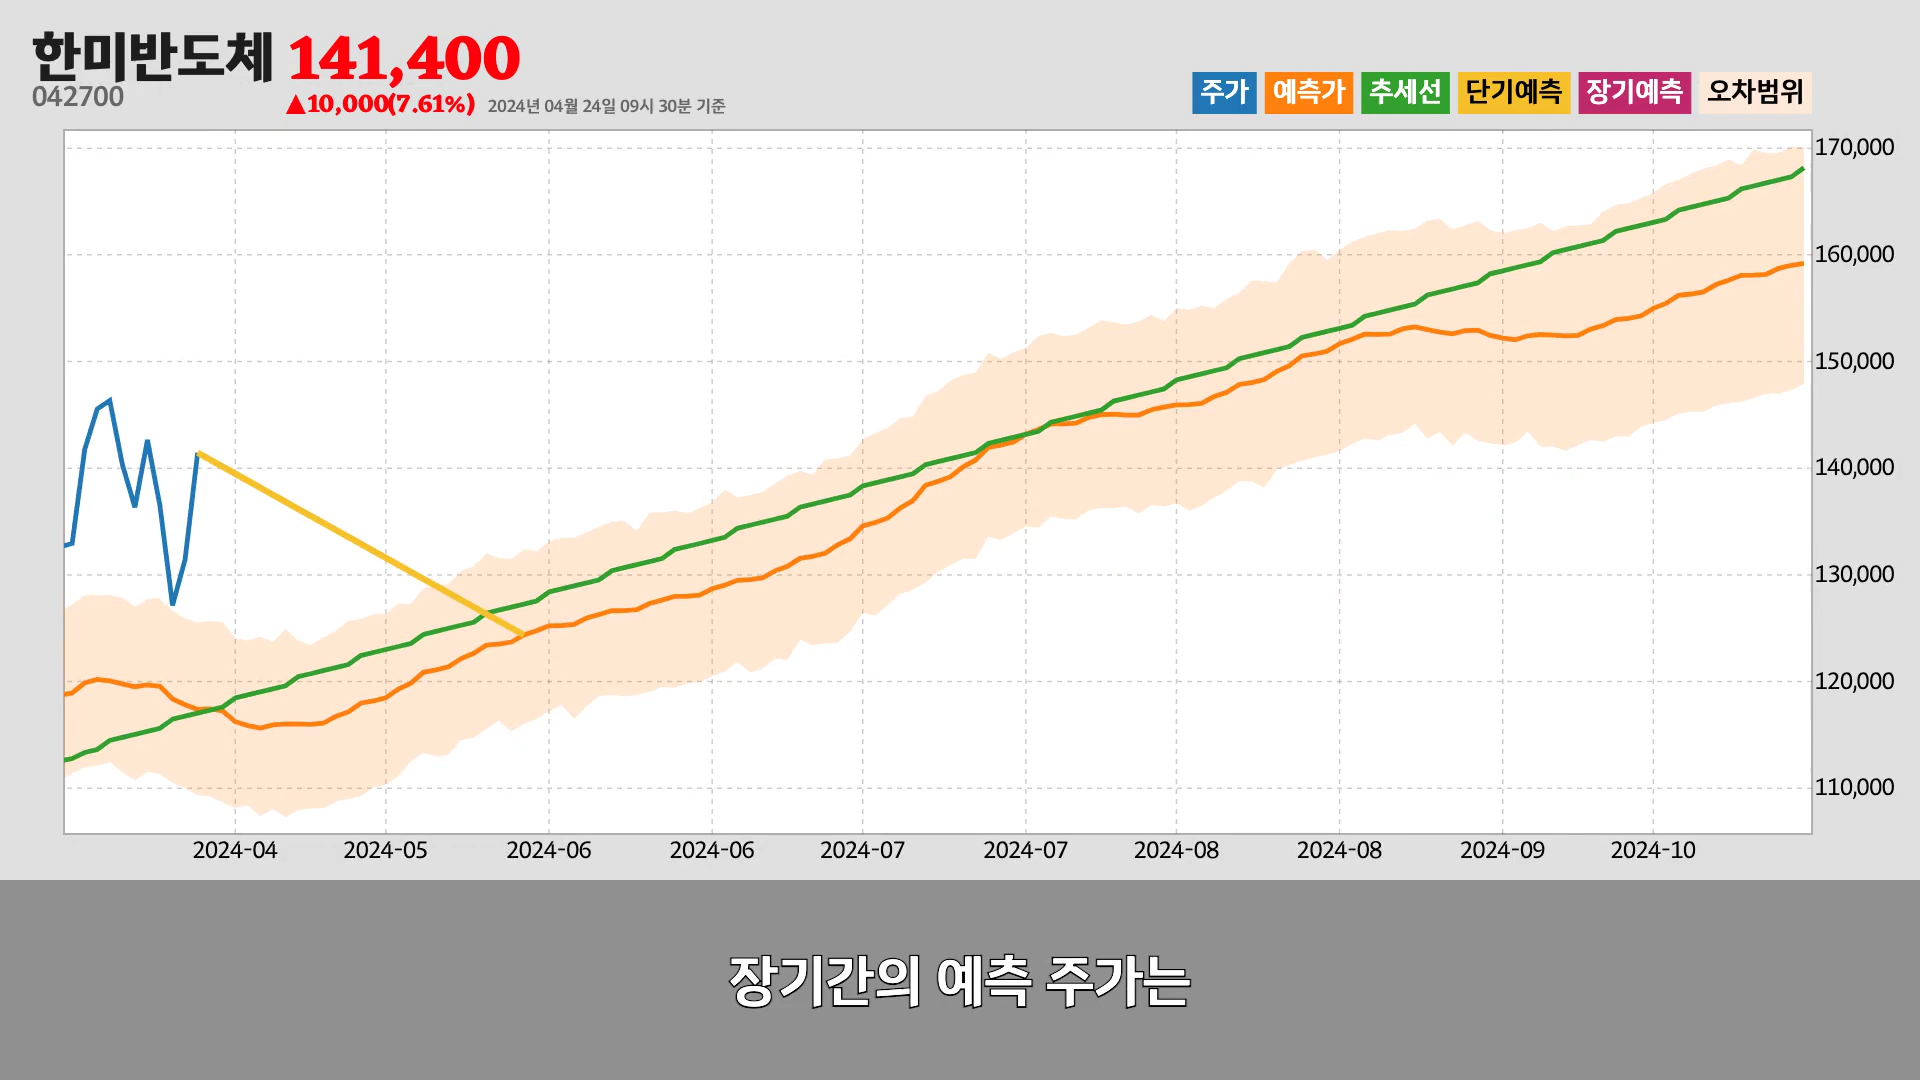 한미반도체 141,400
042700
▲10,000(7.61%) 2024년 04월 24일 09시 30분 기준
주가 예측가 추세선 단기예측 장기예측 오차범위
170,000
160,000
150,000
140,000
130,000
120,000
110,000
2024-04 2024-05 2024-06 2024-06 2024-07 2024-07 2024-08 2024-08 2024-09 2024-10
장기간의 예측 주가는